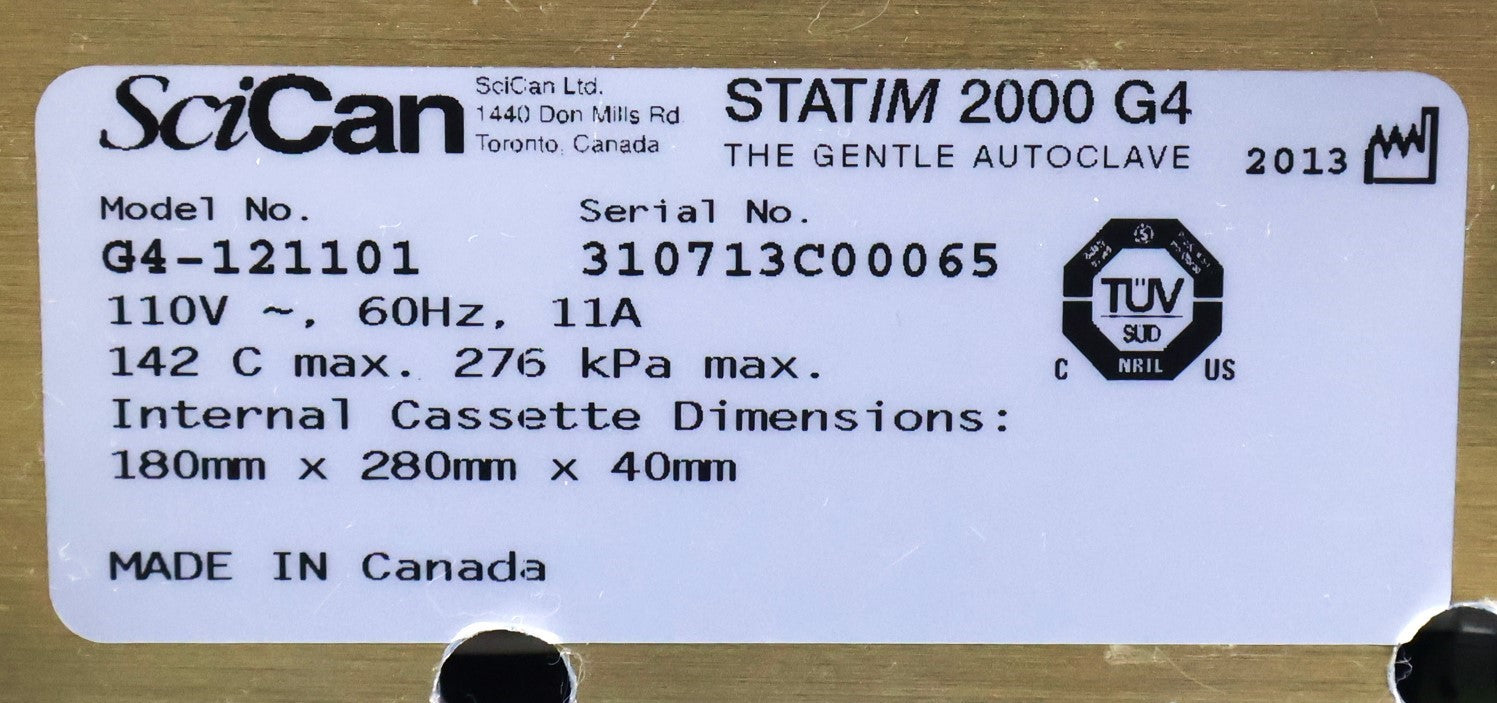 SciCan
SciCan Ltd.
1440 Don Mills Rd.
Toronto, Canada
STATIM 2000 G4
THE GENTLE AUTOCLAVE
2013
Model No. Serial No.
G4-121101 310713C00065
110V ~, 60Hz, 11A
142 C max. 276 kPa max.
Internal Cassette Dimensions:
180mm x 280mm x 40mm
MADE IN Canada
TÜV
SUD
C NRTL US